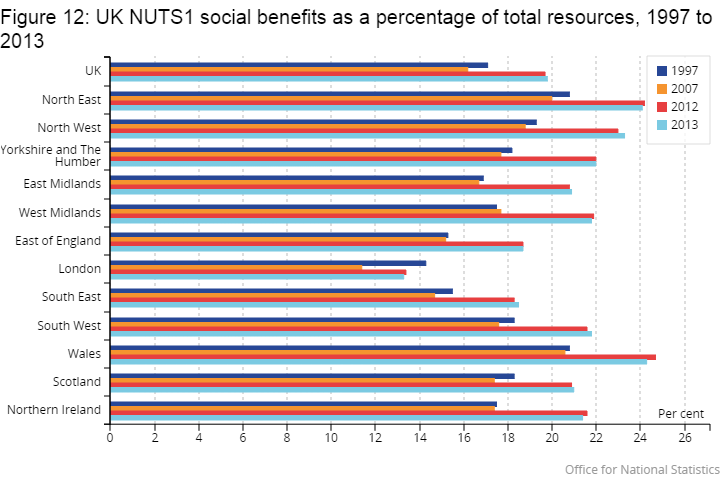 Figure 12: UK NUTS1 social benefits as a percentage of total resources, 1997 to
2013
1997
2007
2012
2013
UK
North East
North West
Yorkshire and The
Humber
East Midlands
West Midlands
East of England
London
South East
South West
Wales
Scotland
Northern Ireland
Per cent
0 2 4 6 8 10 12 14 16 18 20 22 24 26
Office for National Statistics